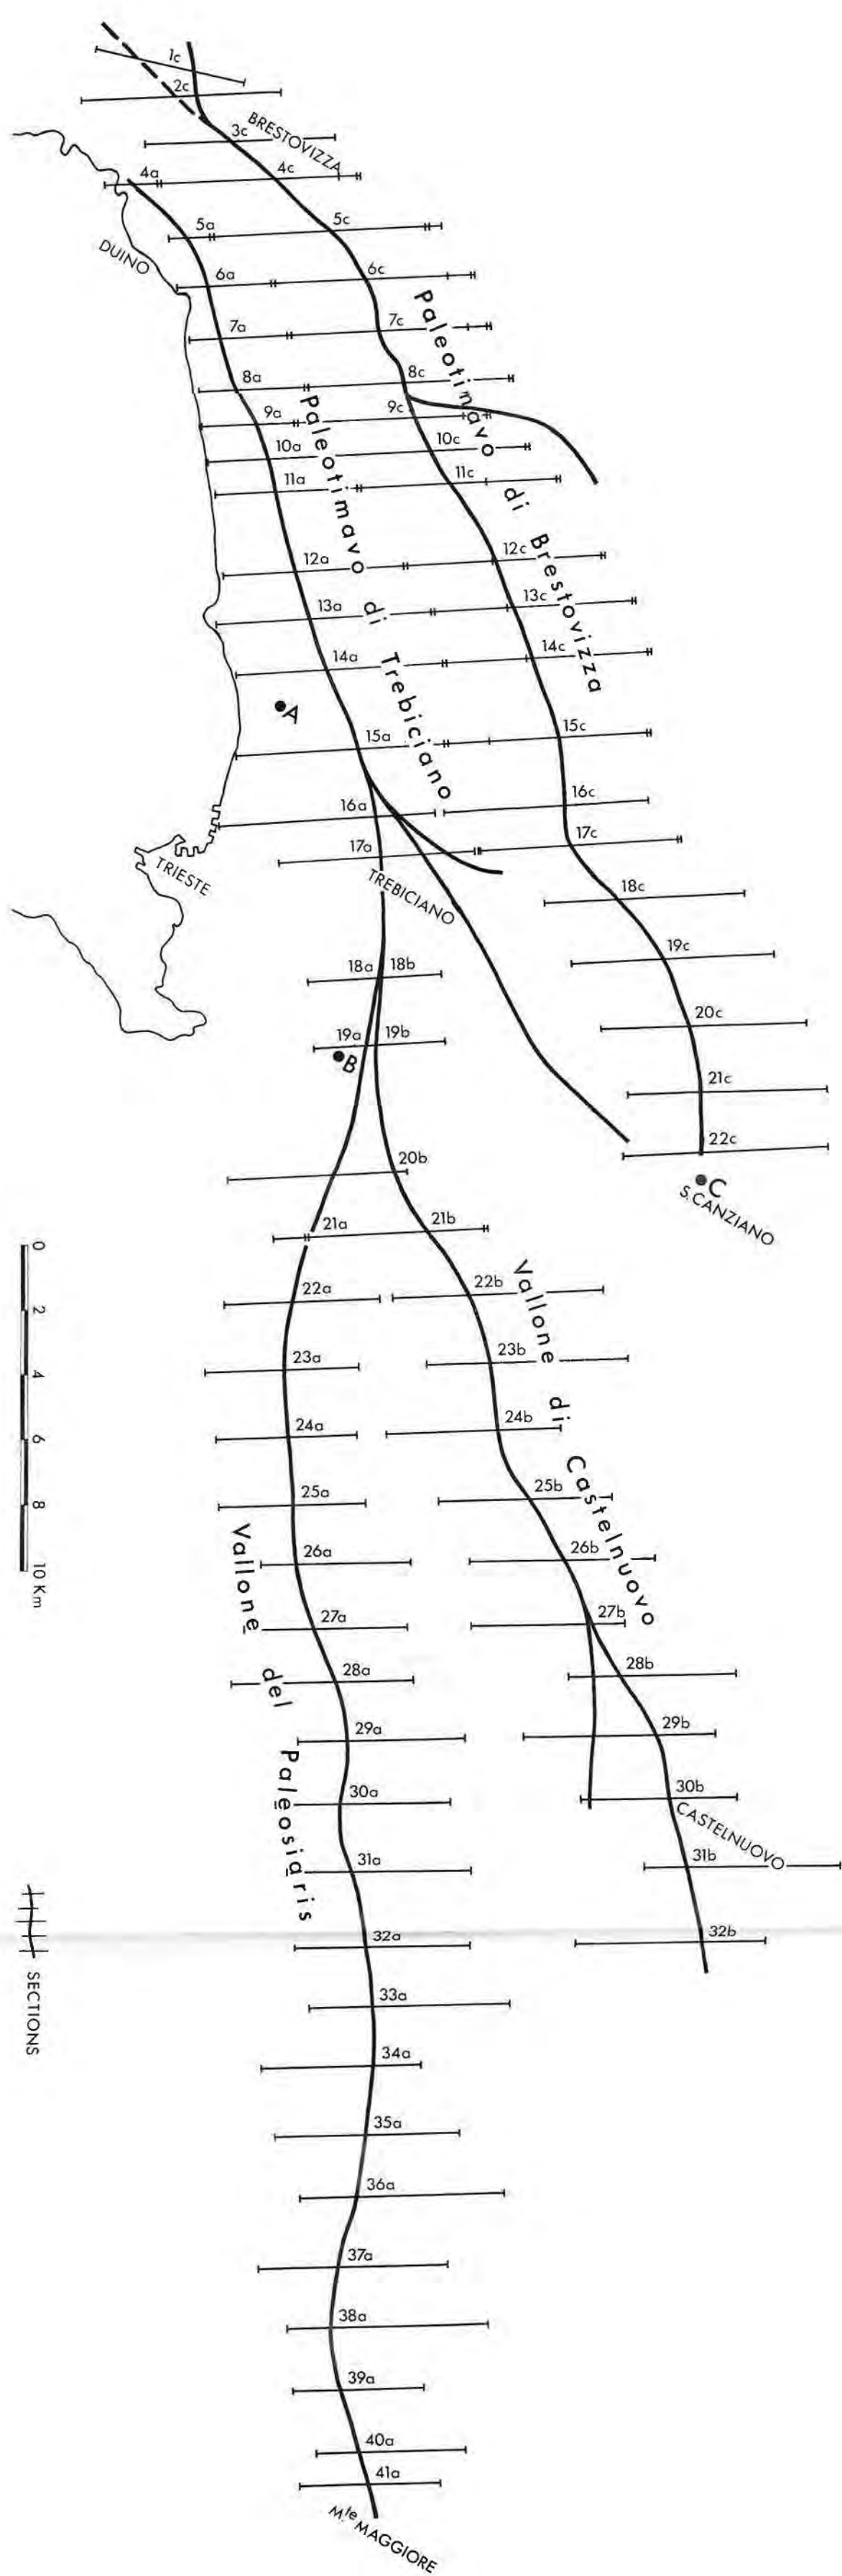 1c
2c
BRESTOVIZZA
3c
4a
4c
5a
5c
DUINO
6a
6c
7a
7c
Paleotimavo di Brestovizza
8a
8c
9a
9c
Paleotimavo di Trebiciano
10a
10c
11a
11c
12a
12c
13a
13c
14a
14c
A
15a
15c
16a
16c
17a
17c
TRIESTE
TREBICIANO
18c
19c
18a
18b
20c
19a
19b
B
21c
22c
20b
C
S.CANZIANO
21a
21b
0
2
4
6
8
10 Km
22a
22b
Vallone di Castelnuovo
23a
23b
24a
24b
25a
25b
Vallone del Paleosiaris
26a
26b
27a
27b
28a
28b
29a
29b
30a
30b
CASTELNUOVO
31a
31b
32a
32b
SECTIONS
33a
34a
35a
36a
37a
38a
39a
40a
41a
M.te MAGGIORE